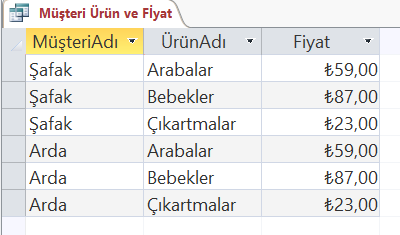 Müşteri Ürün ve Fiyat
MüşteriAdı ÜrünAdı Fiyat
Şafak Arabalar ₺59,00
Şafak Bebekler ₺87,00
Şafak Çıkartmalar ₺23,00
Arda Arabalar ₺59,00
Arda Bebekler ₺87,00
Arda Çıkartmalar ₺23,00